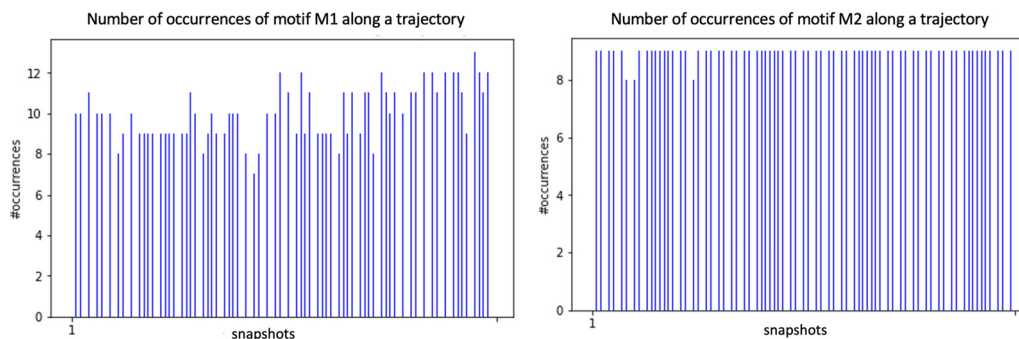 Number of occurrences of motif M1 along a trajectory
12
10
8
6
4
2
0
#occurrences
1
snapshots
Number of occurrences of motif M2 along a trajectory
8
6
4
2
0
#occurrences
1
snapshots